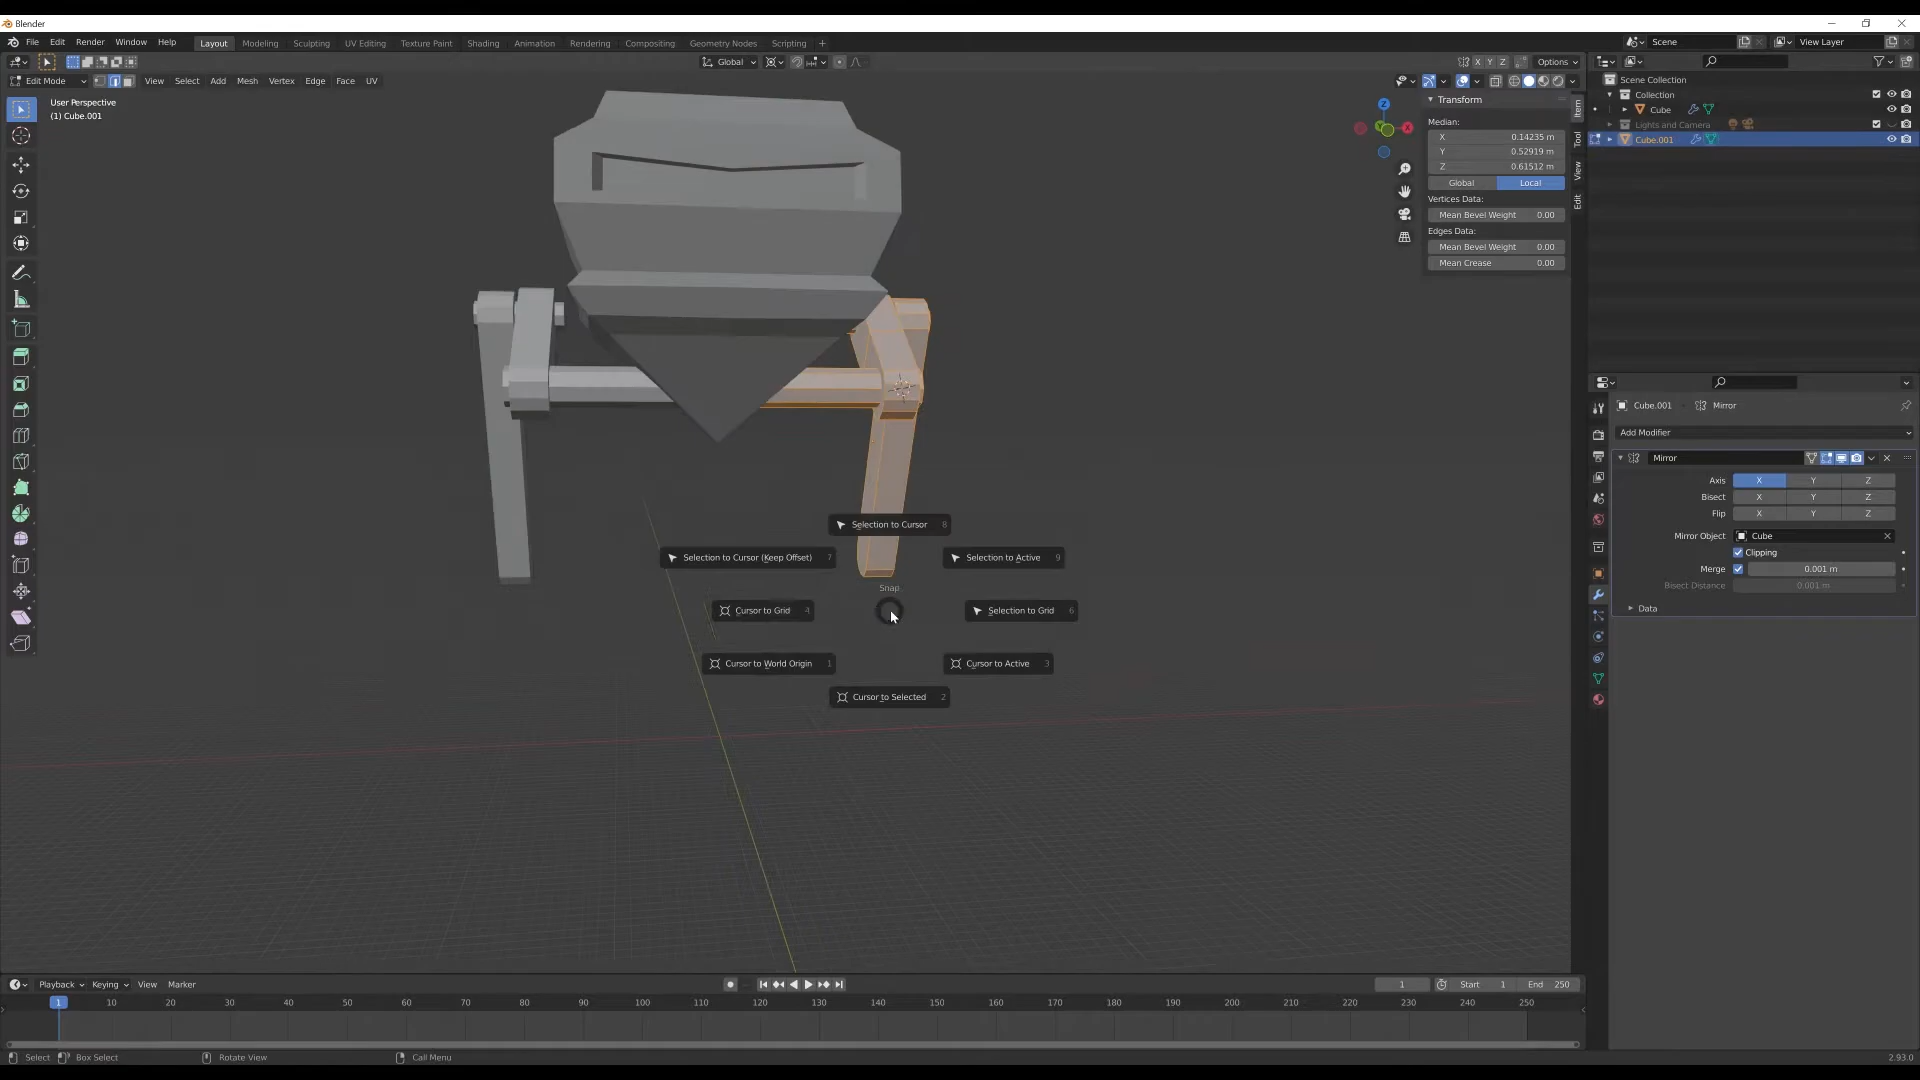 Blender
File Edit Render Window Help Layout Modeling Sculpting UV Editing Texture Paint Shading Animation Rendering Compositing Geometry Nodes Scripting + Scene View Layer
Global X Y Z Options
Edit Mode View Select Add Mesh Vertex Edge Face UV
Scene Collection
Collection
Cube
Lights and Camera
Cube.001
User Perspective
(1) Cube.001
Z
X
Transform
Median:
X 0.14235 m
Y 0.52919 m
Z 0.61512 m
Global Local
Vertices Data:
Mean Bevel Weight 0.00
Edges Data:
Mean Bevel Weight 0.00
Mean Crease 0.00
Item
Tool
View
Edit
Cube.001 Mirror
Add Modifier
Mirror
Axis X Y Z
Bisect X Y Z
Flip X Y Z
Mirror Object Cube
Clipping
Merge 0.001 m
Bisect Distance 0.001 m
Data
Selection to Cursor 8
Selection to Cursor (Keep Offset) 7
Selection to Active 9
Snap
Cursor to Grid 4
Selection to Grid 6
Cursor to World Origin 1
Cursor to Active 3
Cursor to Selected 2
Playback Keying View Marker 1 Start 1 End 250
1 10 20 30 40 50 60 70 80 90 100 110 120 130 140 150 160 170 180 190 200 210 220 230 240 250
Select Box Select Rotate View Call Menu 2.93.0